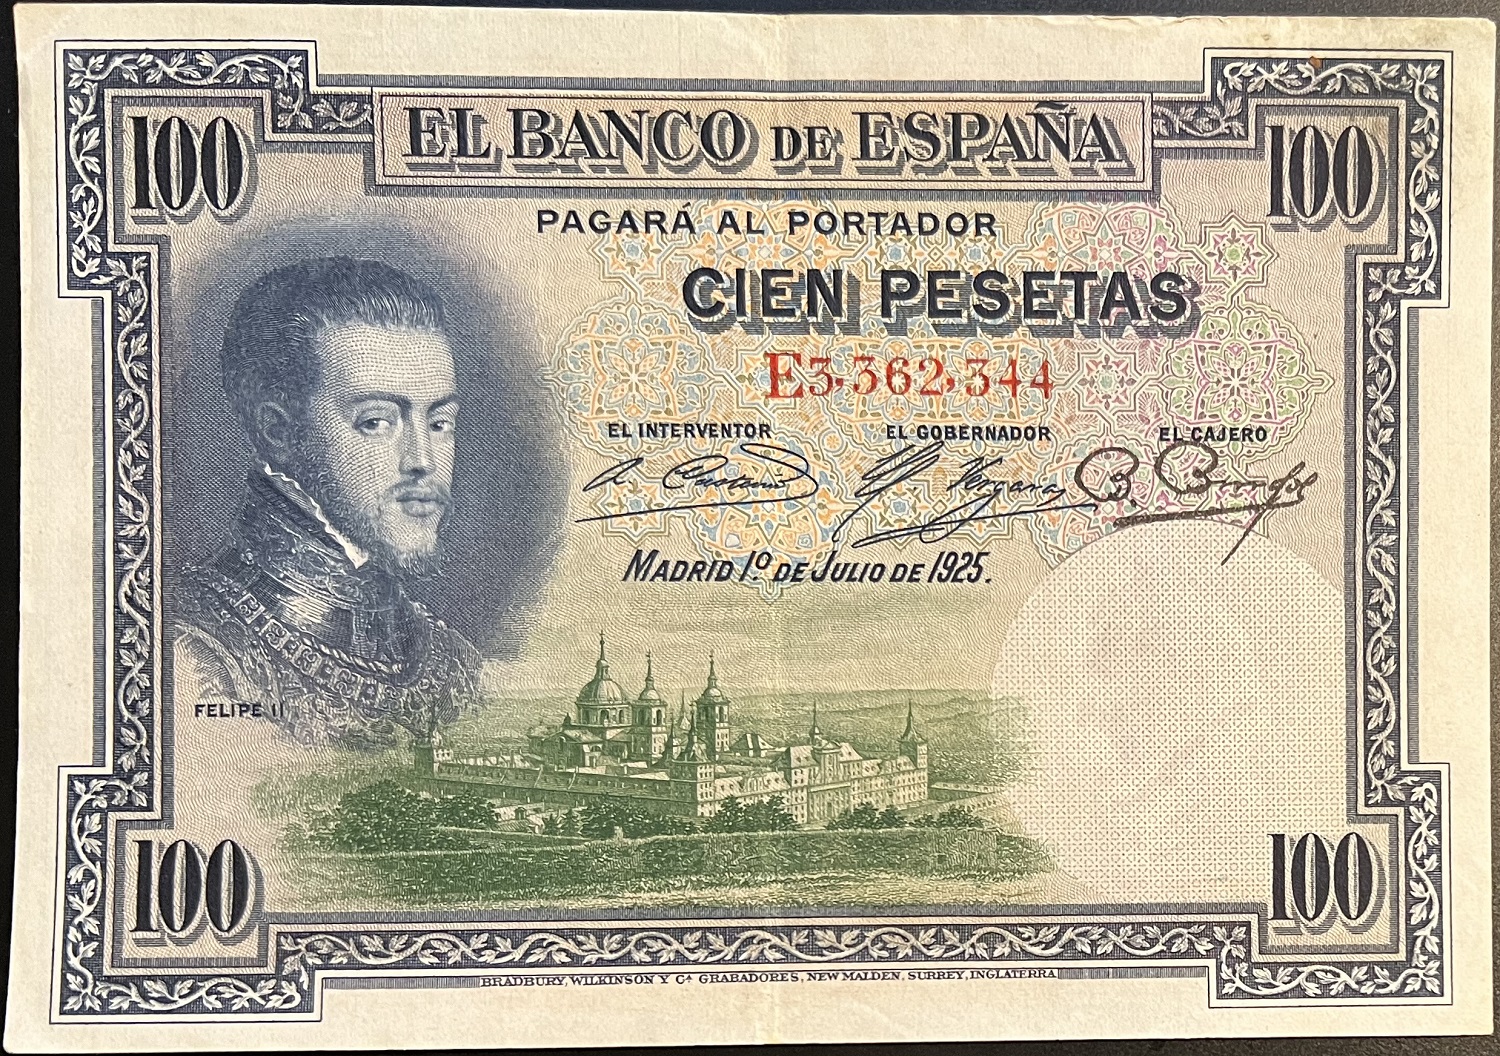 100 EL BANCO DE ESPAÑA 100
PAGARÁ AL PORTADOR
CIEN PESETAS
E3,362,344
EL INTERVENTOR EL GOBERNADOR EL CAJERO
Vergara
MADRID 1º DE JULIO DE 1925.
FELIPE II
100 100
BRADBURY, WILKINSON Y Cª GRABADORES, NEW MALDEN, SURREY, INGLATERRA